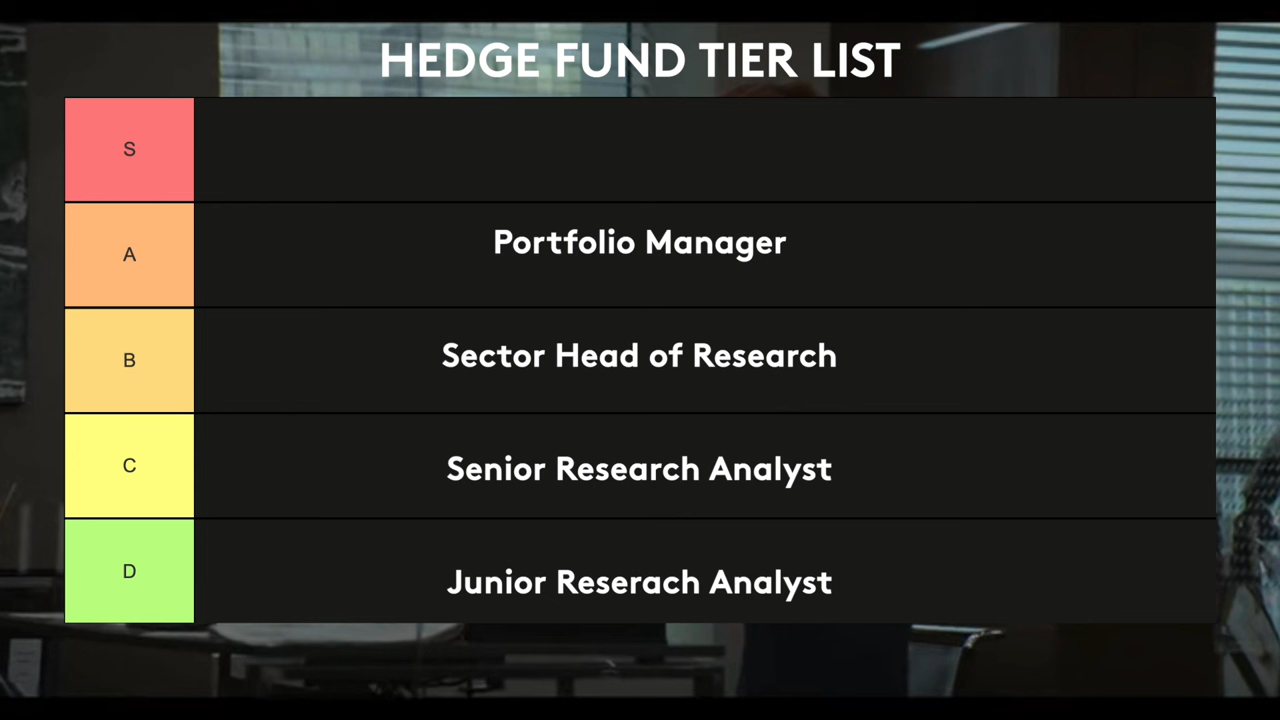 HEDGE FUND TIER LIST
S
A
Portfolio Manager
B
Sector Head of Research
C
Senior Research Analyst
D
Junior Reserach Analyst